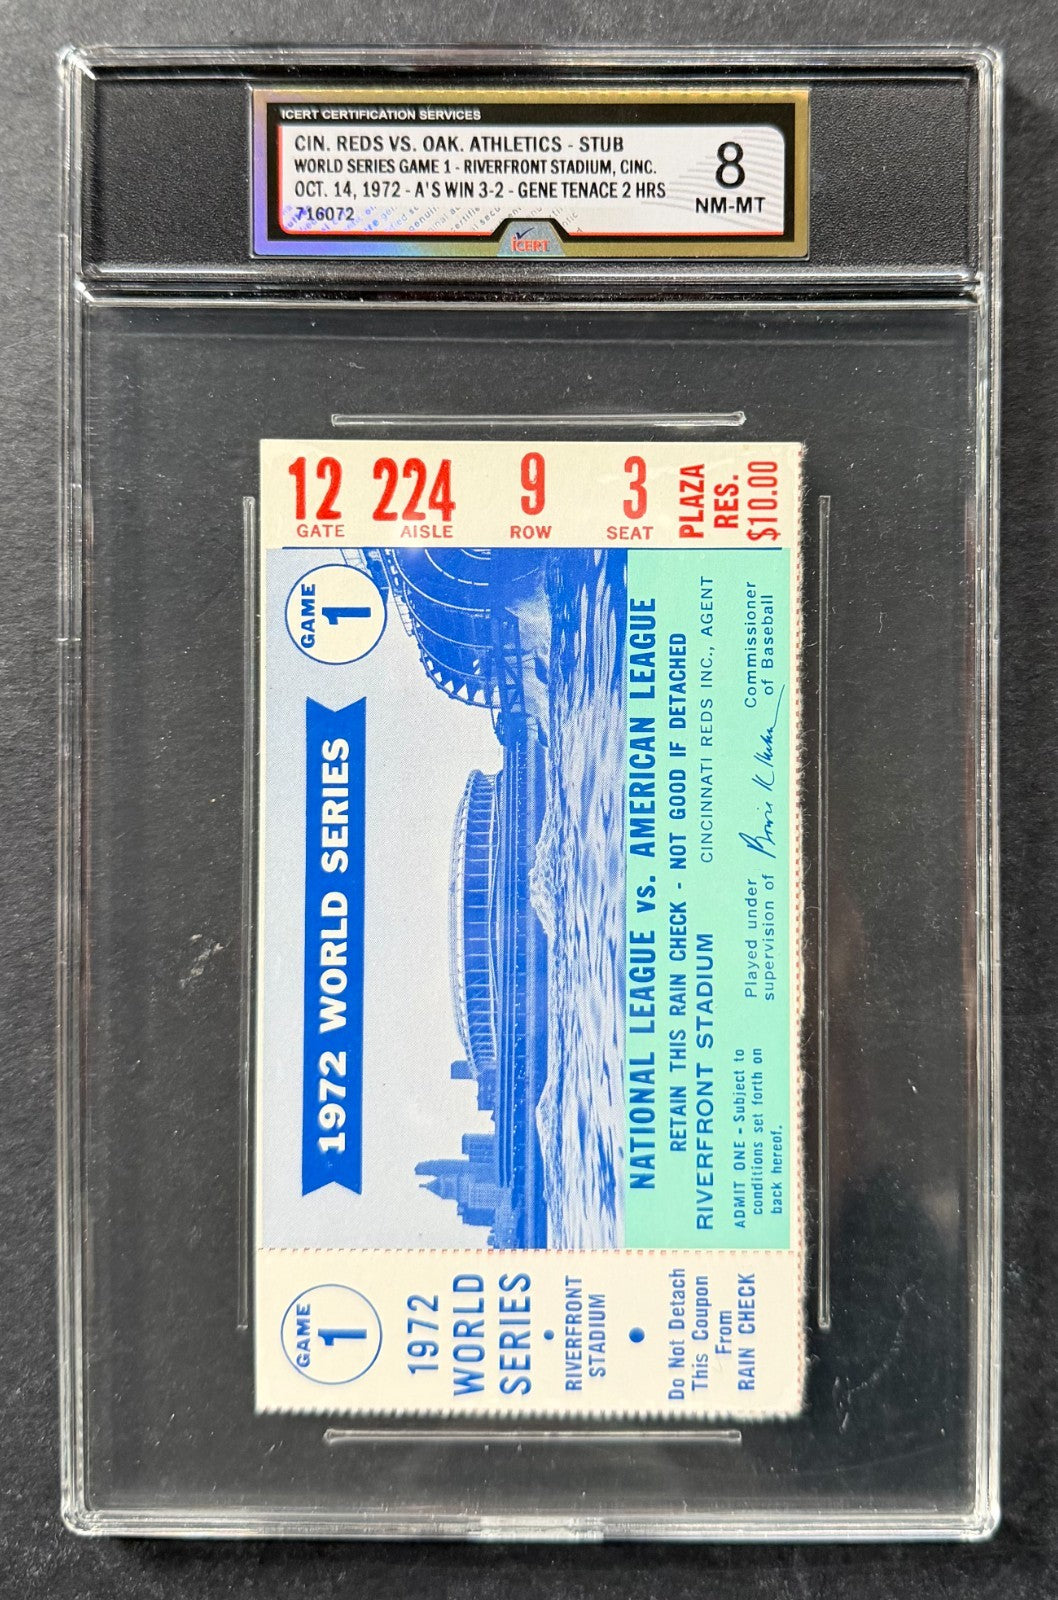 ICERT CERTIFICATION SERVICES
CIN. REDS VS. OAK. ATHLETICS - STUB
WORLD SERIES GAME 1 - RIVERFRONT STADIUM, CINC.
OCT. 14, 1972 - A'S WIN 3-2 - GENE TENACE 2 HRS
716072
8
NM-MT
iCERT
12 224 9 3
GATE AISLE ROW SEAT
PLAZA
RES.
$10.00
GAME
1
1972 WORLD SERIES
NATIONAL LEAGUE vs. AMERICAN LEAGUE
RETAIN THIS RAIN CHECK - NOT GOOD IF DETACHED
RIVERFRONT STADIUM CINCINNATI REDS INC., AGENT
ADMIT ONE - Subject to
conditions set forth on
back hereof.
Played under
supervision of
Bowie K Kuhn
Commissioner
of Baseball
GAME
1
1972
WORLD
SERIES
•
RIVERFRONT
STADIUM
•
Do Not Detach
This Coupon
From
RAIN CHECK